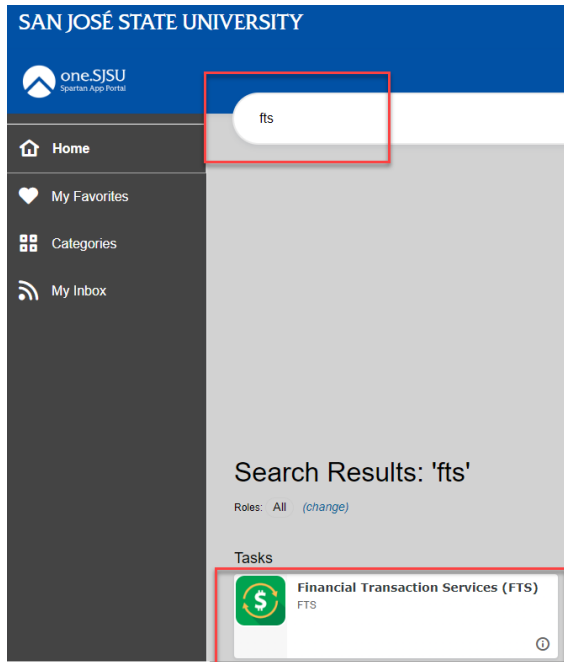 SAN JOSÉ STATE UNIVERSITY
one.SJSU
Spartan App Portal
fts
Home
My Favorites
Categories
My Inbox
Search Results: 'fts'
Roles: All (change)
Tasks
Financial Transaction Services (FTS)
FTS